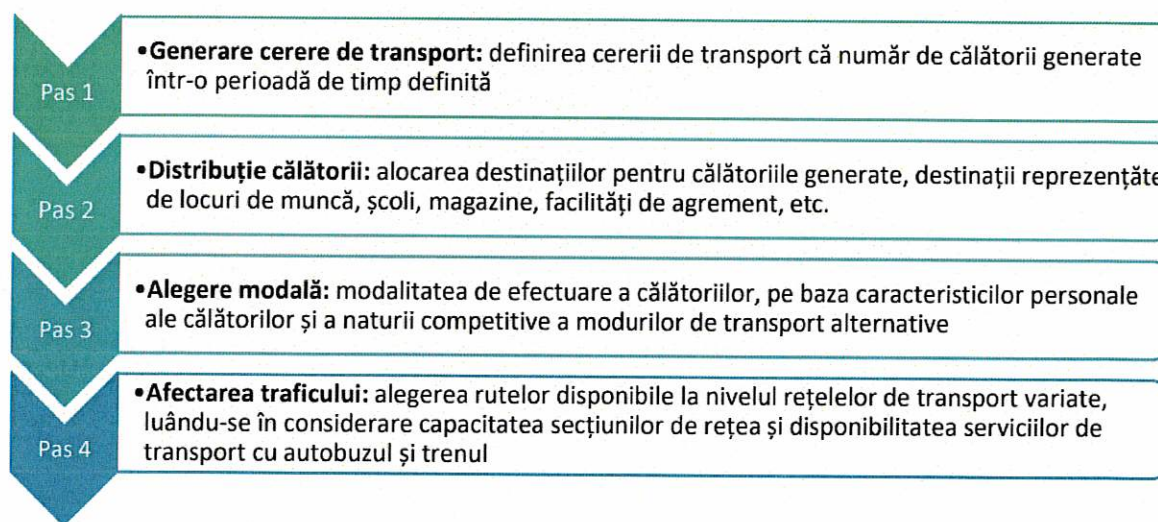 Pas 1
•Generare cerere de transport: definirea cererii de transport că număr de călătorii generate
într-o perioadă de timp definită
Pas 2
•Distribuție călătorii: alocarea destinațiilor pentru călătoriile generate, destinații reprezențăte
de locuri de muncă, școli, magazine, facilități de agrement, etc.
Pas 3
•Alegere modală: modalitatea de efectuare a călătoriilor, pe baza caracteristicilor personale
ale călătorilor și a naturii competitive a modurilor de transport alternative
Pas 4
•Afectarea traficului: alegerea rutelor disponibile la nivelul rețelelor de transport variate,
luându-se în considerare capacitatea secțiunilor de rețea și disponibilitatea serviciilor de
transport cu autobuzul și trenul